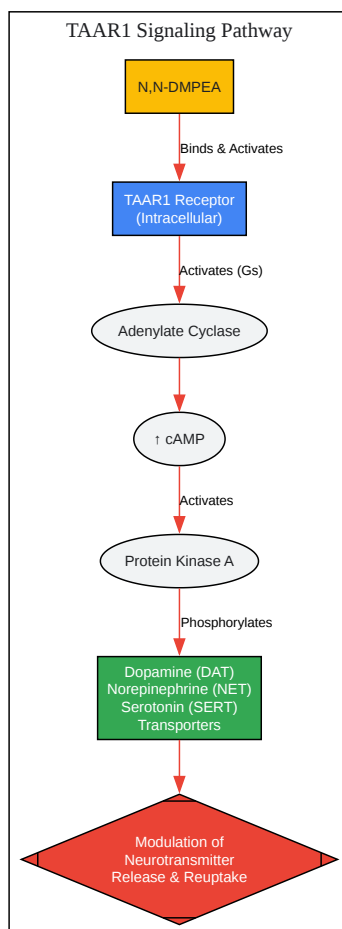 TAAR1 Signaling Pathway
N,N-DMPEA
Binds & Activates
TAAR1 Receptor
(Intracellular)
Activates (Gs)
Adenylate Cyclase
↑ cAMP
Activates
Protein Kinase A
Phosphorylates
Dopamine (DAT)
Norepinephrine (NET)
Serotonin (SERT)
Transporters
Modulation of
Neurotransmitter
Release & Reuptake